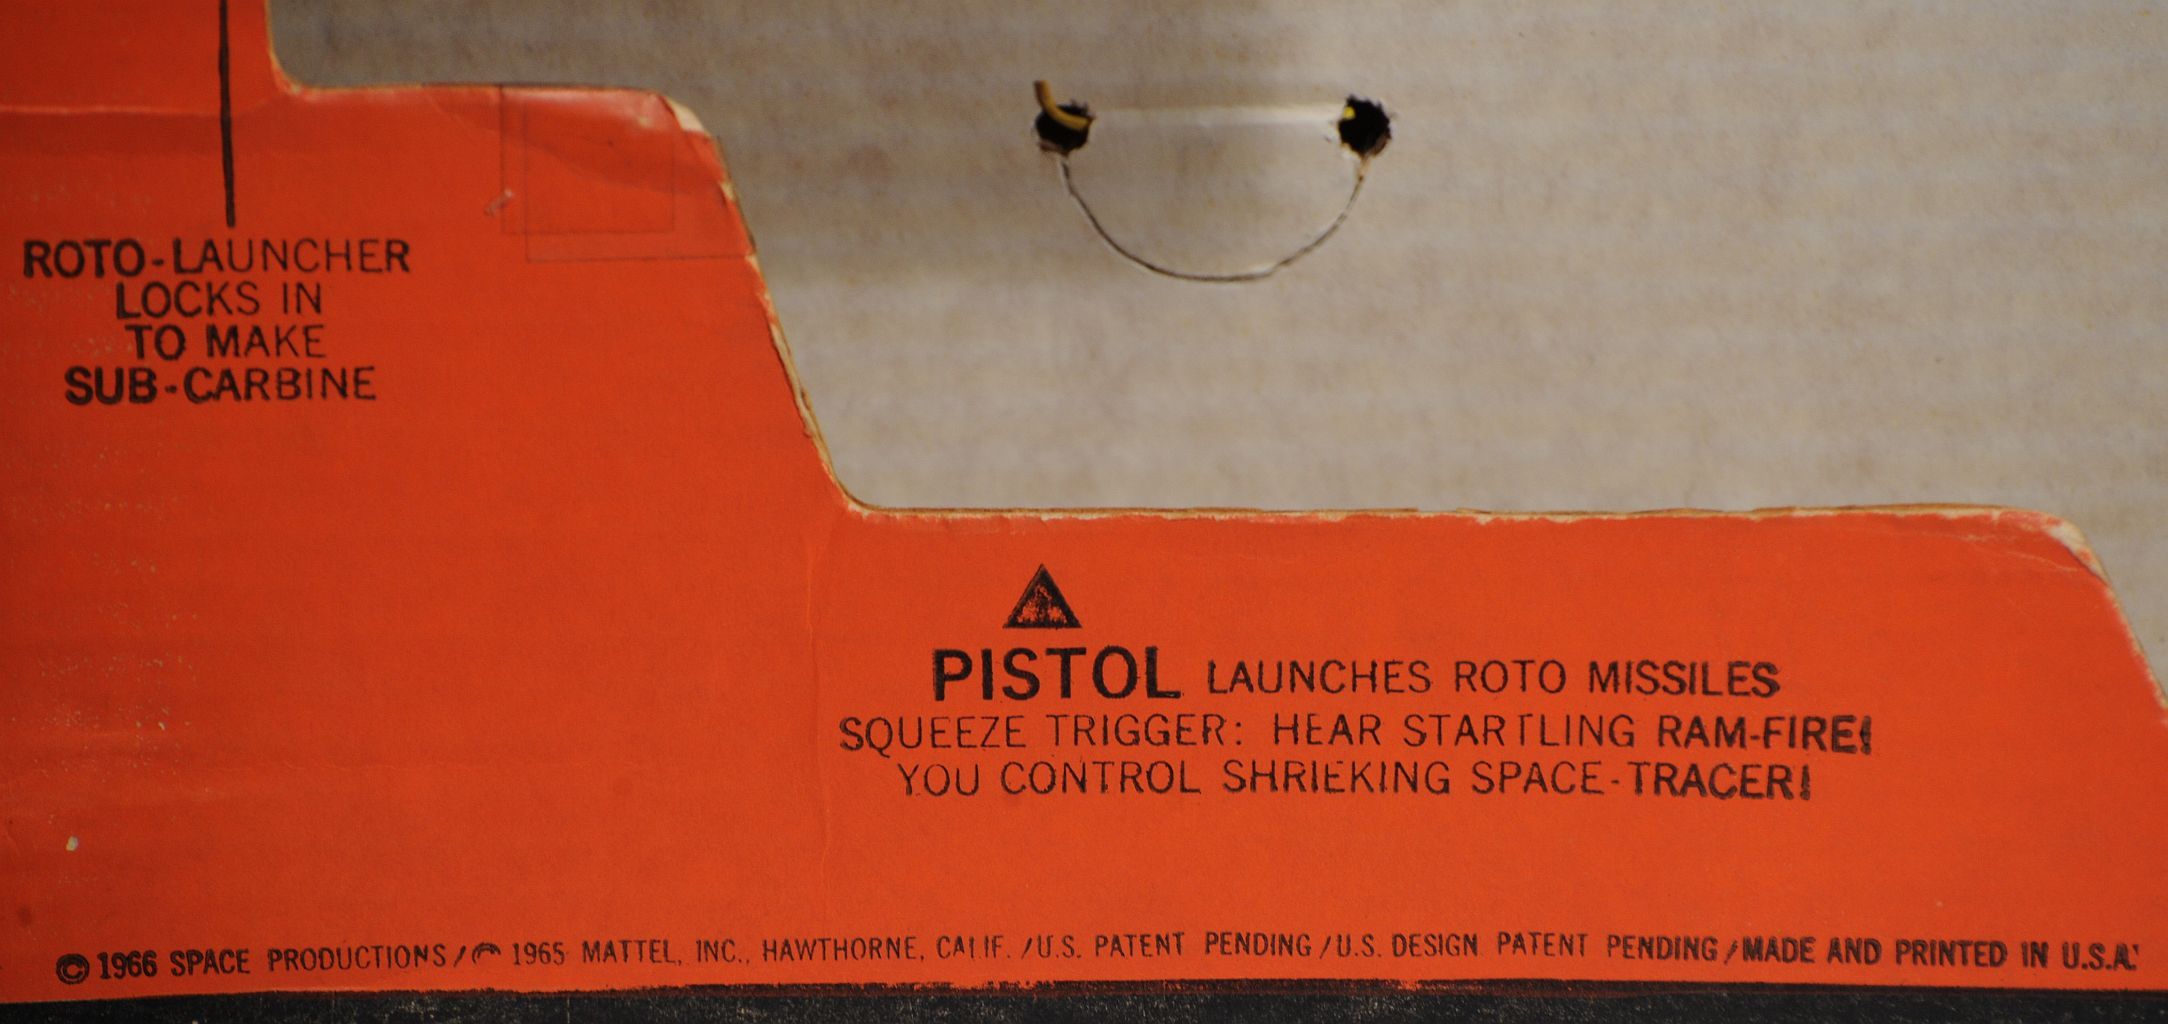 ROTO-LAUNCHER
LOCKS IN
TO MAKE
SUB-CARBINE
PISTOL LAUNCHES ROTO MISSILES
SQUEEZE TRIGGER: HEAR STARTLING RAM-FIRE!
YOU CONTROL SHRIEKING SPACE-TRACER!
© 1966 SPACE PRODUCTIONS/© 1965 MATTEL, INC., HAWTHORNE, CALIF./U.S. PATENT PENDING/U.S. DESIGN PATENT PENDING/MADE AND PRINTED IN U.S.A.